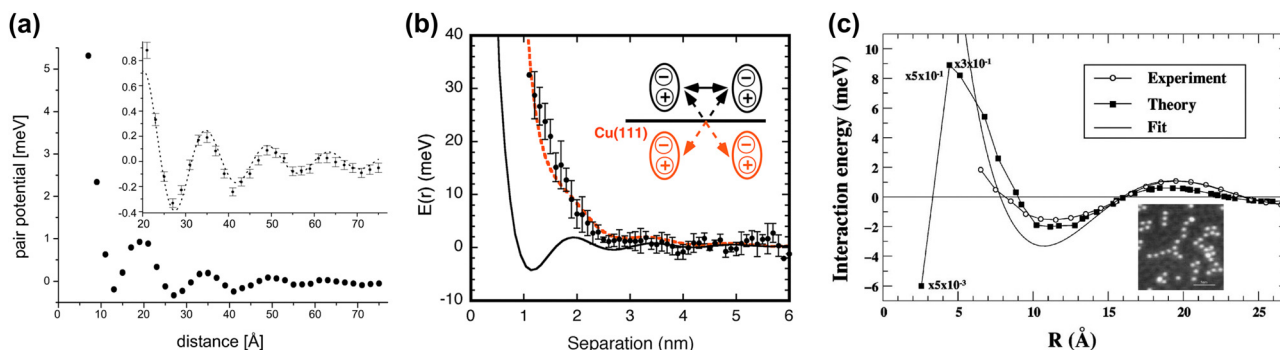 (a)
pair potential [meV]
5
4
3
2
1
0
0.8
0.6
0.4
0.2
0.0
-0.2
-0.4
20 30 40 50 60 70
10 20 30 40 50 60 70
distance [Å]
(b)
E(r) (meV)
40
30
20
10
0
-10
Cu(111)
− −
+ +
− −
+ +
0 1 2 3 4 5 6
Separation (nm)
(c)
Interaction energy (meV)
10
8
6
4
2
0
−2
−4
−6
x5x10⁻¹
x3x10⁻¹
x5x10⁻³
Experiment
Theory
Fit
0 5 10 15 20 25
R (Å)